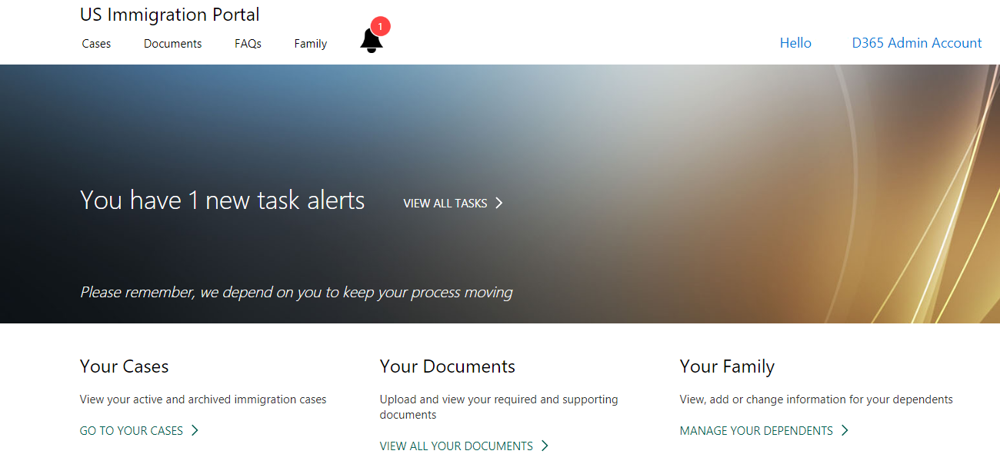 US Immigration Portal
Cases Documents FAQs Family 1 Hello D365 Admin Account
You have 1 new task alerts VIEW ALL TASKS
Please remember, we depend on you to keep your process moving
Your Cases
View your active and archived immigration cases
GO TO YOUR CASES
Your Documents
Upload and view your required and supporting
documents
VIEW ALL YOUR DOCUMENTS
Your Family
View, add or change information for your dependents
MANAGE YOUR DEPENDENTS